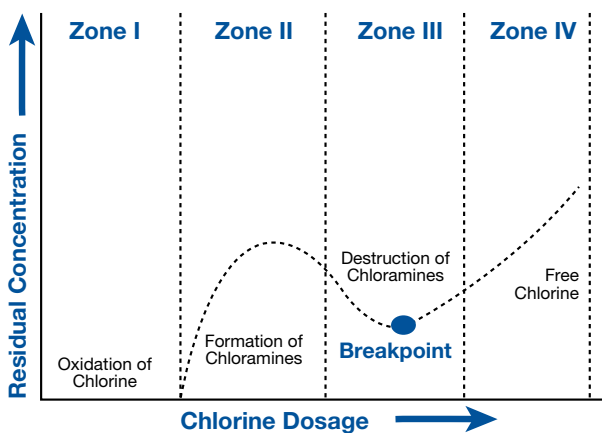 Zone I
Zone II
Zone III
Zone IV
Residual Concentration
Oxidation of
Chlorine
Formation of
Chloramines
Destruction of
Chloramines
Breakpoint
Free
Chlorine
Chlorine Dosage